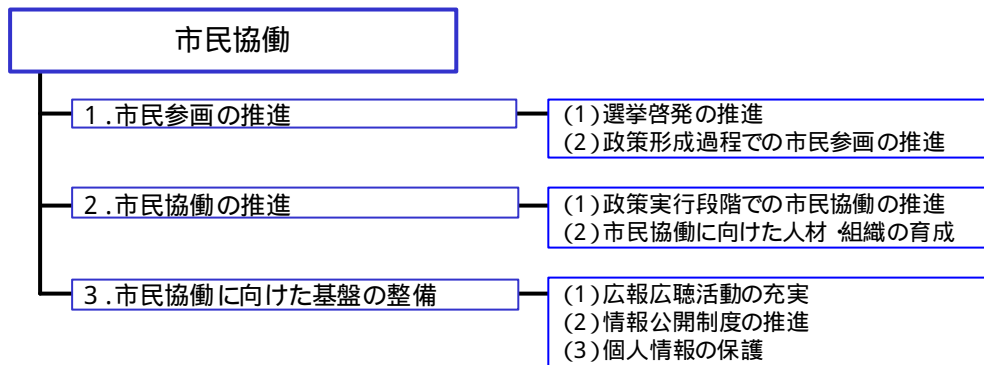 市民協働
1.市民参画の推進
(1)選挙啓発の推進
(2)政策形成過程での市民参画の推進
2.市民協働の推進
(1)政策実行段階での市民協働の推進
(2)市民協働に向けた人材・組織の育成
3.市民協働に向けた基盤の整備
(1)広報広聴活動の充実
(2)情報公開制度の推進
(3)個人情報の保護